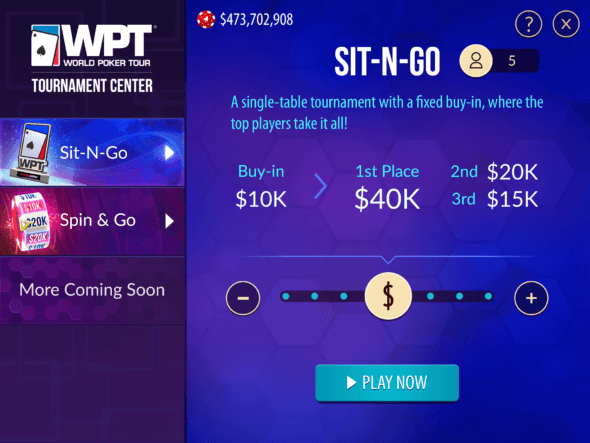 WPT
WORLD POKER TOUR
TOURNAMENT CENTER
Sit-N-Go
WPT
Spin & Go
$10K
$20K
$20K
More Coming Soon
$473,702,908
?
X
SIT-N-GO
5
A single-table tournament with a fixed buy-in, where the
top players take it all!
Buy-in
$10K
1st Place
$40K
2nd $20K
3rd $15K
−
$
+
PLAY NOW